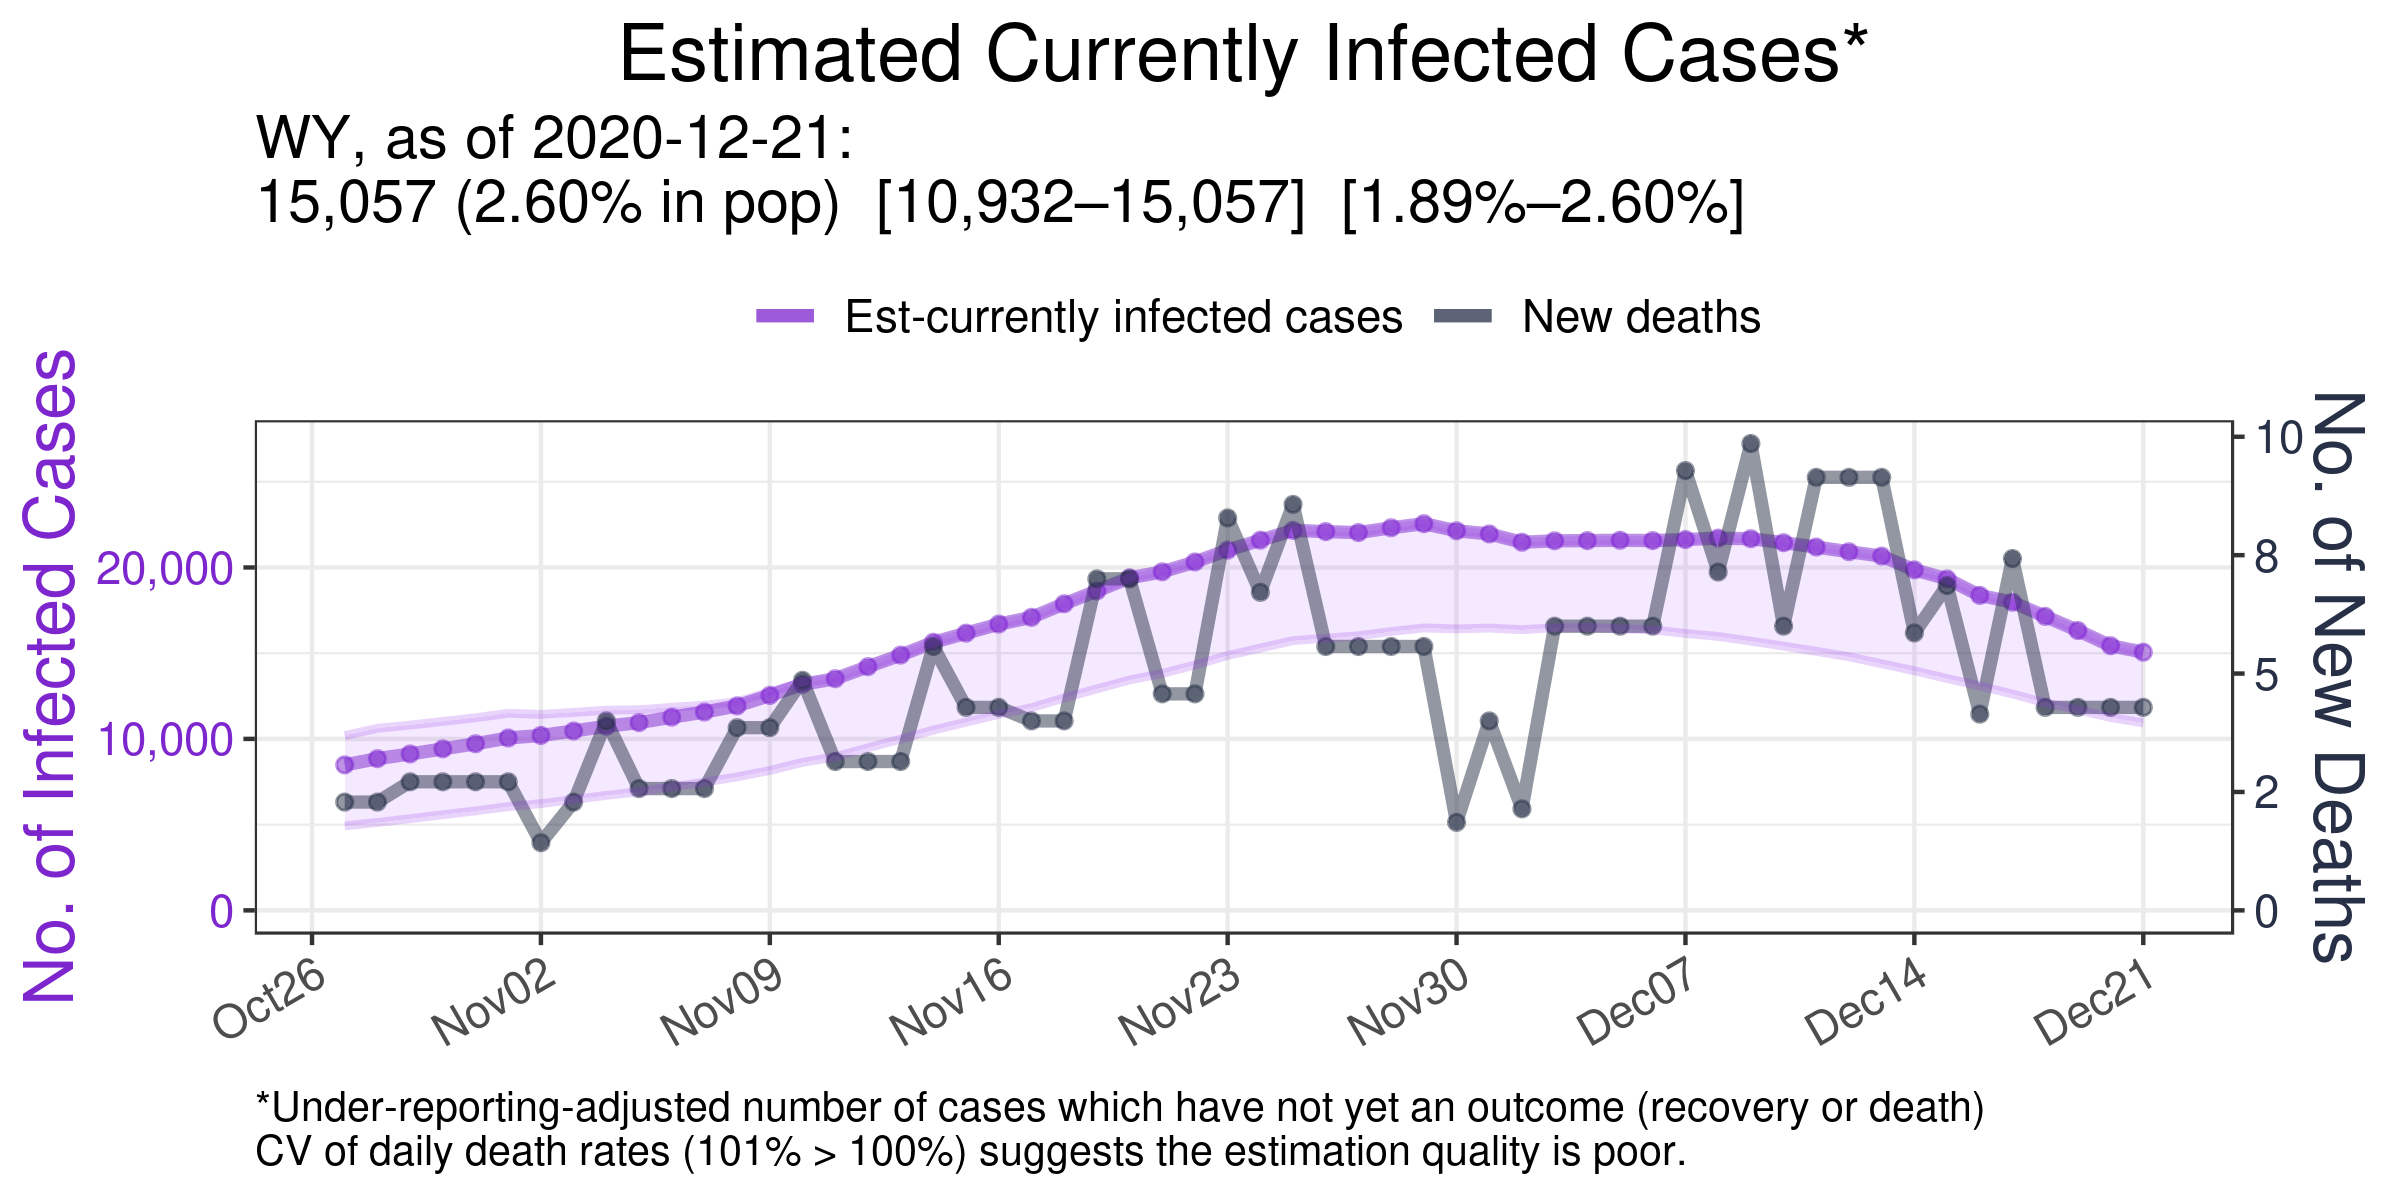 Estimated Currently Infected Cases*
WY, as of 2020-12-21:
15,057 (2.60% in pop)  [10,932–15,057]  [1.89%–2.60%]
Est-currently infected cases
New deaths
No. of Infected Cases
20,000
10,000
0
10
8
5
2
0
No. of New Deaths
Oct26
Nov02
Nov09
Nov16
Nov23
Nov30
Dec07
Dec14
Dec21
*Under-reporting-adjusted number of cases which have not yet an outcome (recovery or death)
CV of daily death rates (101% > 100%) suggests the estimation quality is poor.